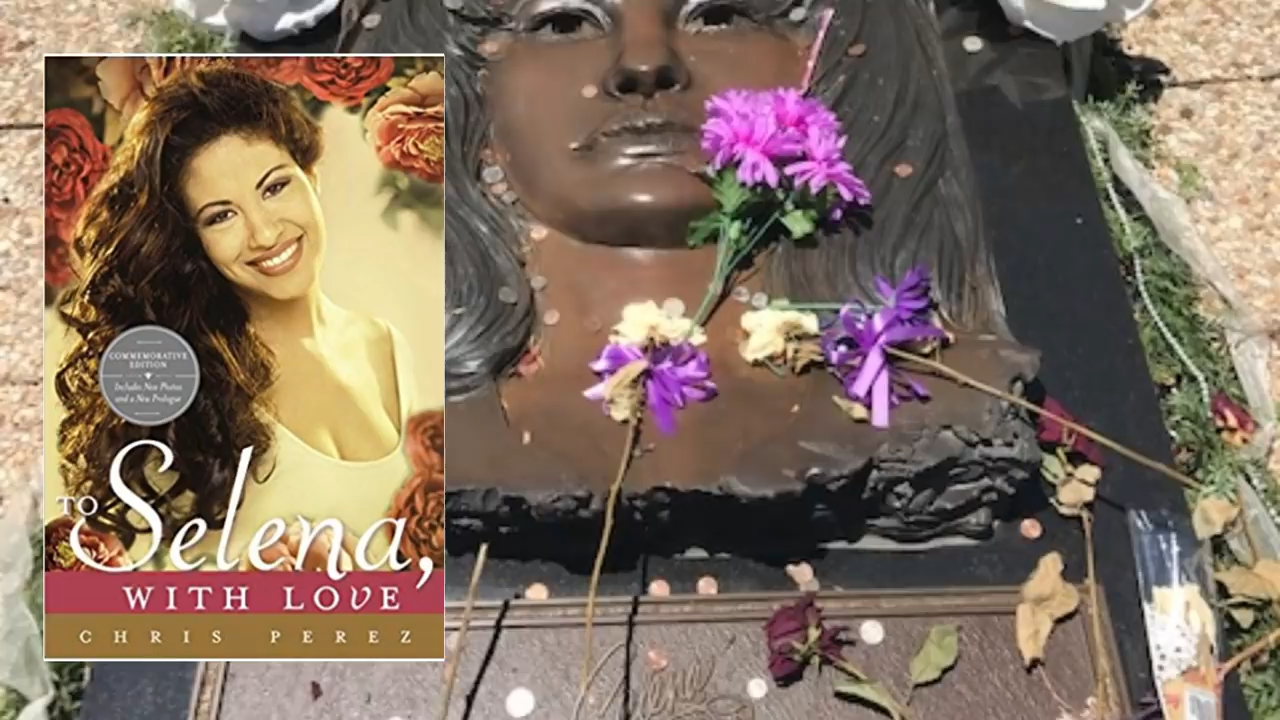 COMMEMORATIVE
EDITION
Includes New Photos
and a New Prologue
TO Selena,
WITH LOVE
CHRIS PEREZ